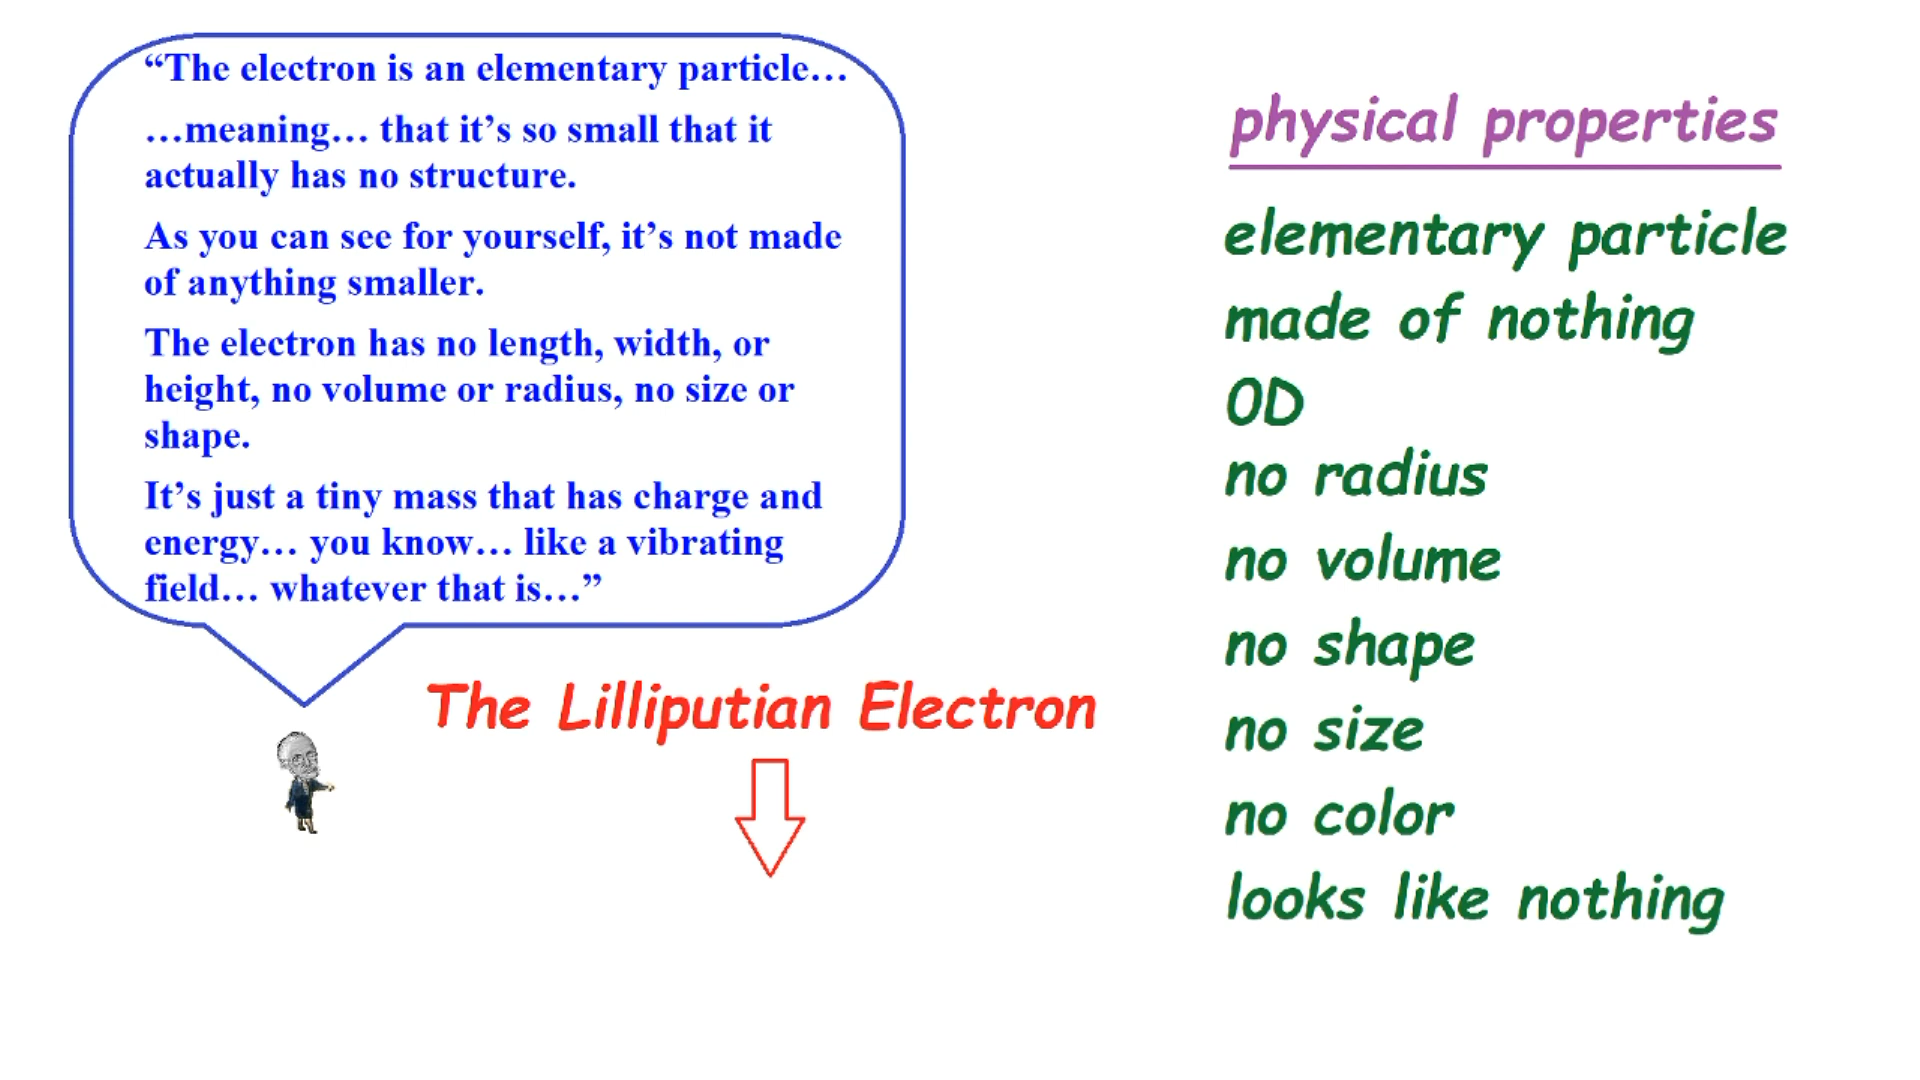 “The electron is an elementary particle…
…meaning… that it’s so small that it
actually has no structure.
As you can see for yourself, it’s not made
of anything smaller.
The electron has no length, width, or
height, no volume or radius, no size or
shape.
It’s just a tiny mass that has charge and
energy… you know… like a vibrating
field… whatever that is…”
The Lilliputian Electron
physical properties
elementary particle
made of nothing
0D
no radius
no volume
no shape
no size
no color
looks like nothing